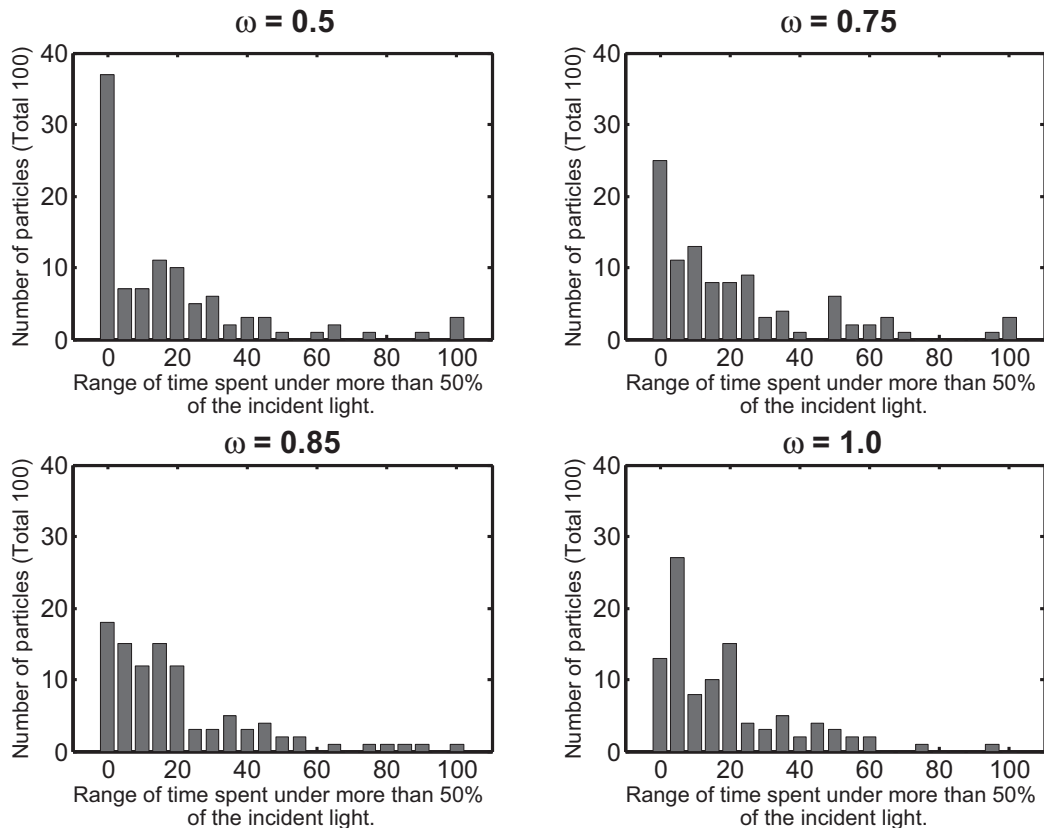 ω = 0.5
40
30
20
10
0
Number of particles (Total 100)
0 20 40 60 80 100
Range of time spent under more than 50%
of the incident light.
ω = 0.75
40
30
20
10
0
Number of particles (Total 100)
0 20 40 60 80 100
Range of time spent under more than 50%
of the incident light.
ω = 0.85
40
30
20
10
0
Number of particles (Total 100)
0 20 40 60 80 100
Range of time spent under more than 50%
of the incident light.
ω = 1.0
40
30
20
10
0
Number of particles (Total 100)
0 20 40 60 80 100
Range of time spent under more than 50%
of the incident light.